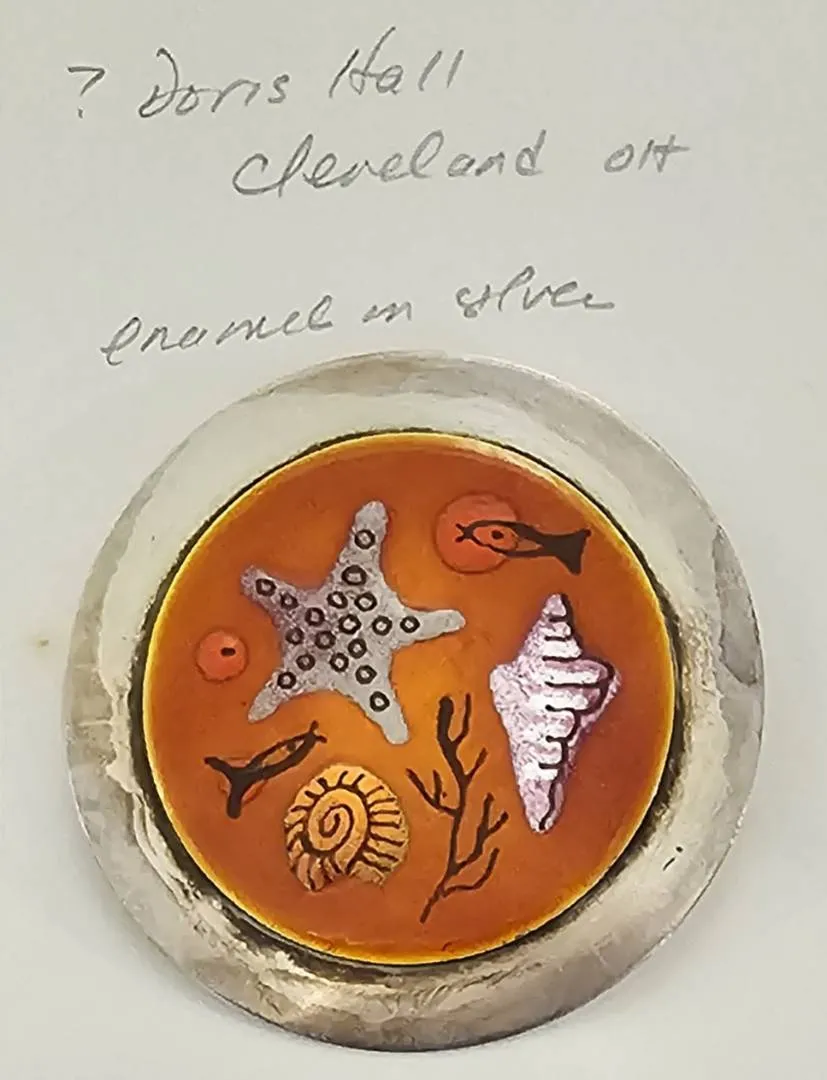 ? Doris Hall
Cleveland OH
enamel on silver